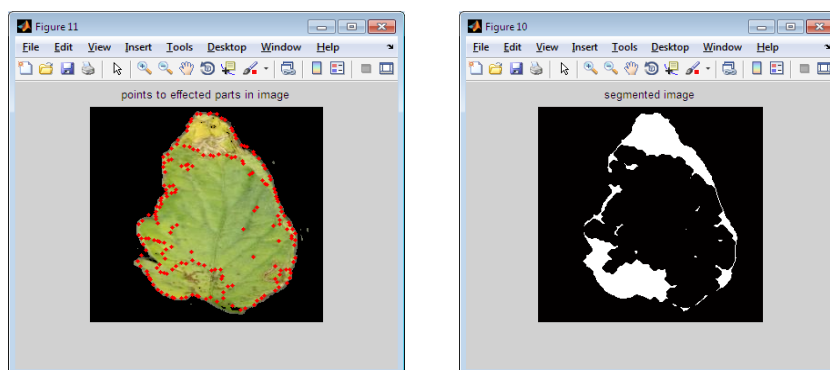 Figure 11
File Edit View Insert Tools Desktop Window Help
points to effected parts in image
Figure 10
File Edit View Insert Tools Desktop Window Help
segmented image